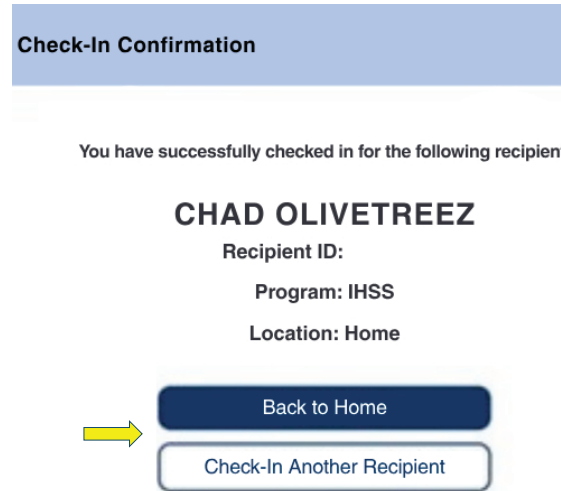 Check-In Confirmation
You have successfully checked in for the following
CHAD OLIVETREEZ
Recipient ID:
Program: IHSS
Location: Home
Back to Home
Check-In Another Recipient